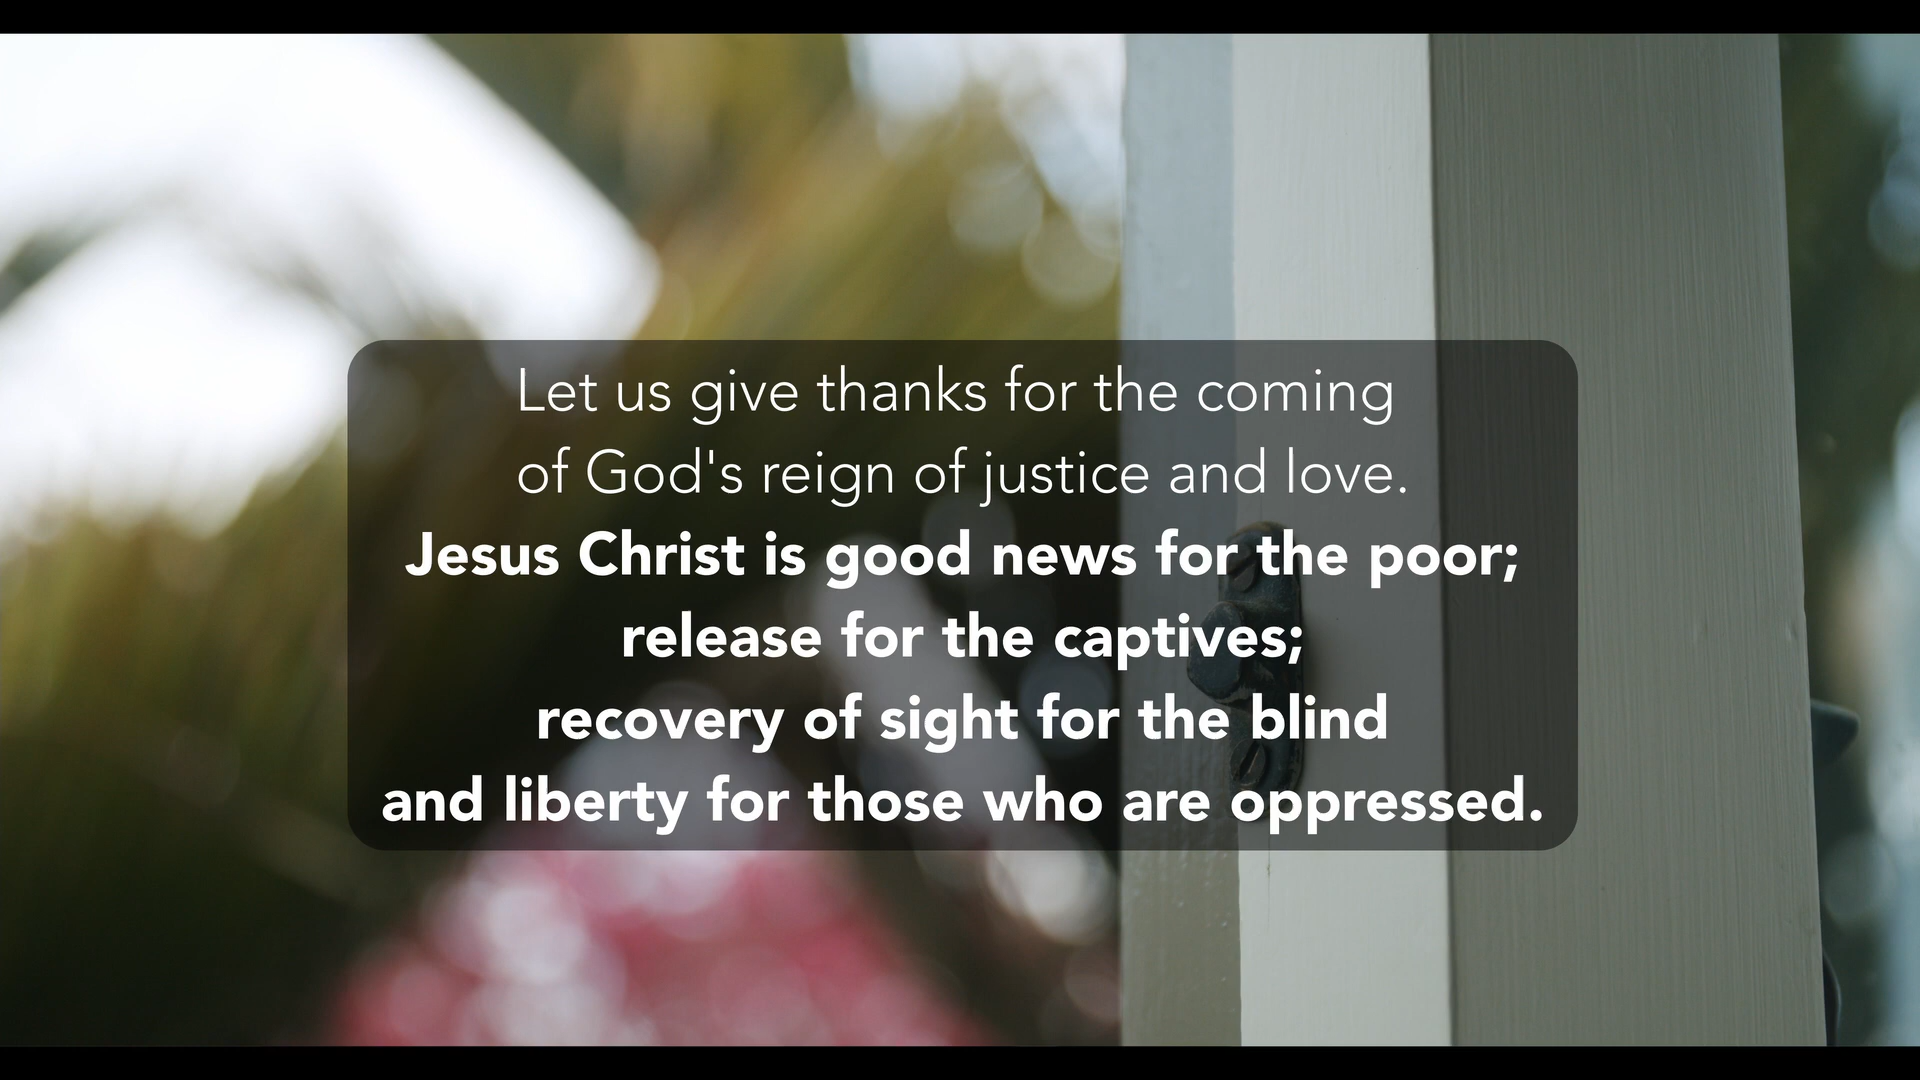 Let us give thanks for the coming
of God's reign of justice and love.
Jesus Christ is good news for the poor;
release for the captives;
recovery of sight for the blind
and liberty for those who are oppressed.